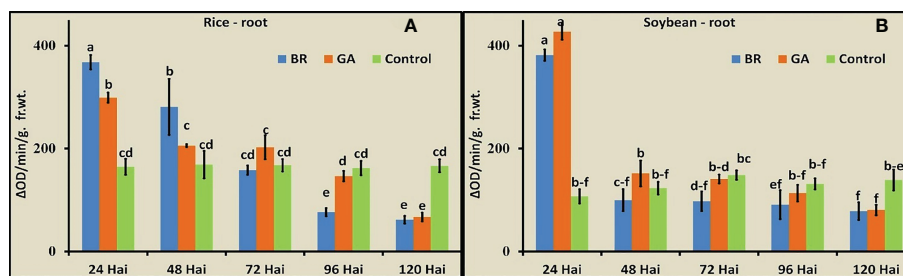 Rice - root A
BR GA Control
ΔOD/min/g. fr.wt.
400
200
0
a b cd
b c cd
cd c cd
e d cd
e e cd
24 Hai 48 Hai 72 Hai 96 Hai 120 Hai
Soybean - root B
BR GA Control
ΔOD/min/g. fr.wt.
400
200
0
a a b-f
c-f b b-f
d-f b-d bc
ef b-f b-f
f f b-e
24 Hai 48 Hai 72 Hai 96 Hai 120 Hai